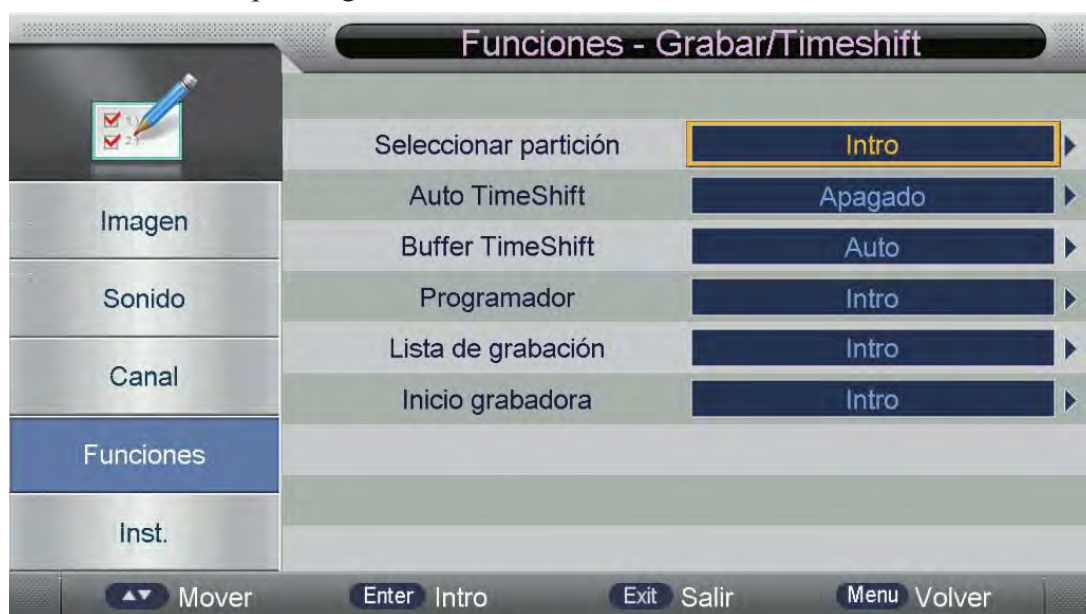 Funciones - Grabar/Timeshift
Seleccionar partición Intro
Auto TimeShift Apagado
Buffer TimeShift Auto
Programador Intro
Lista de grabación Intro
Inicio grabadora Intro
Imagen
Sonido
Canal
Funciones
Inst.
Mover Enter Intro Exit Salir Menu Volver